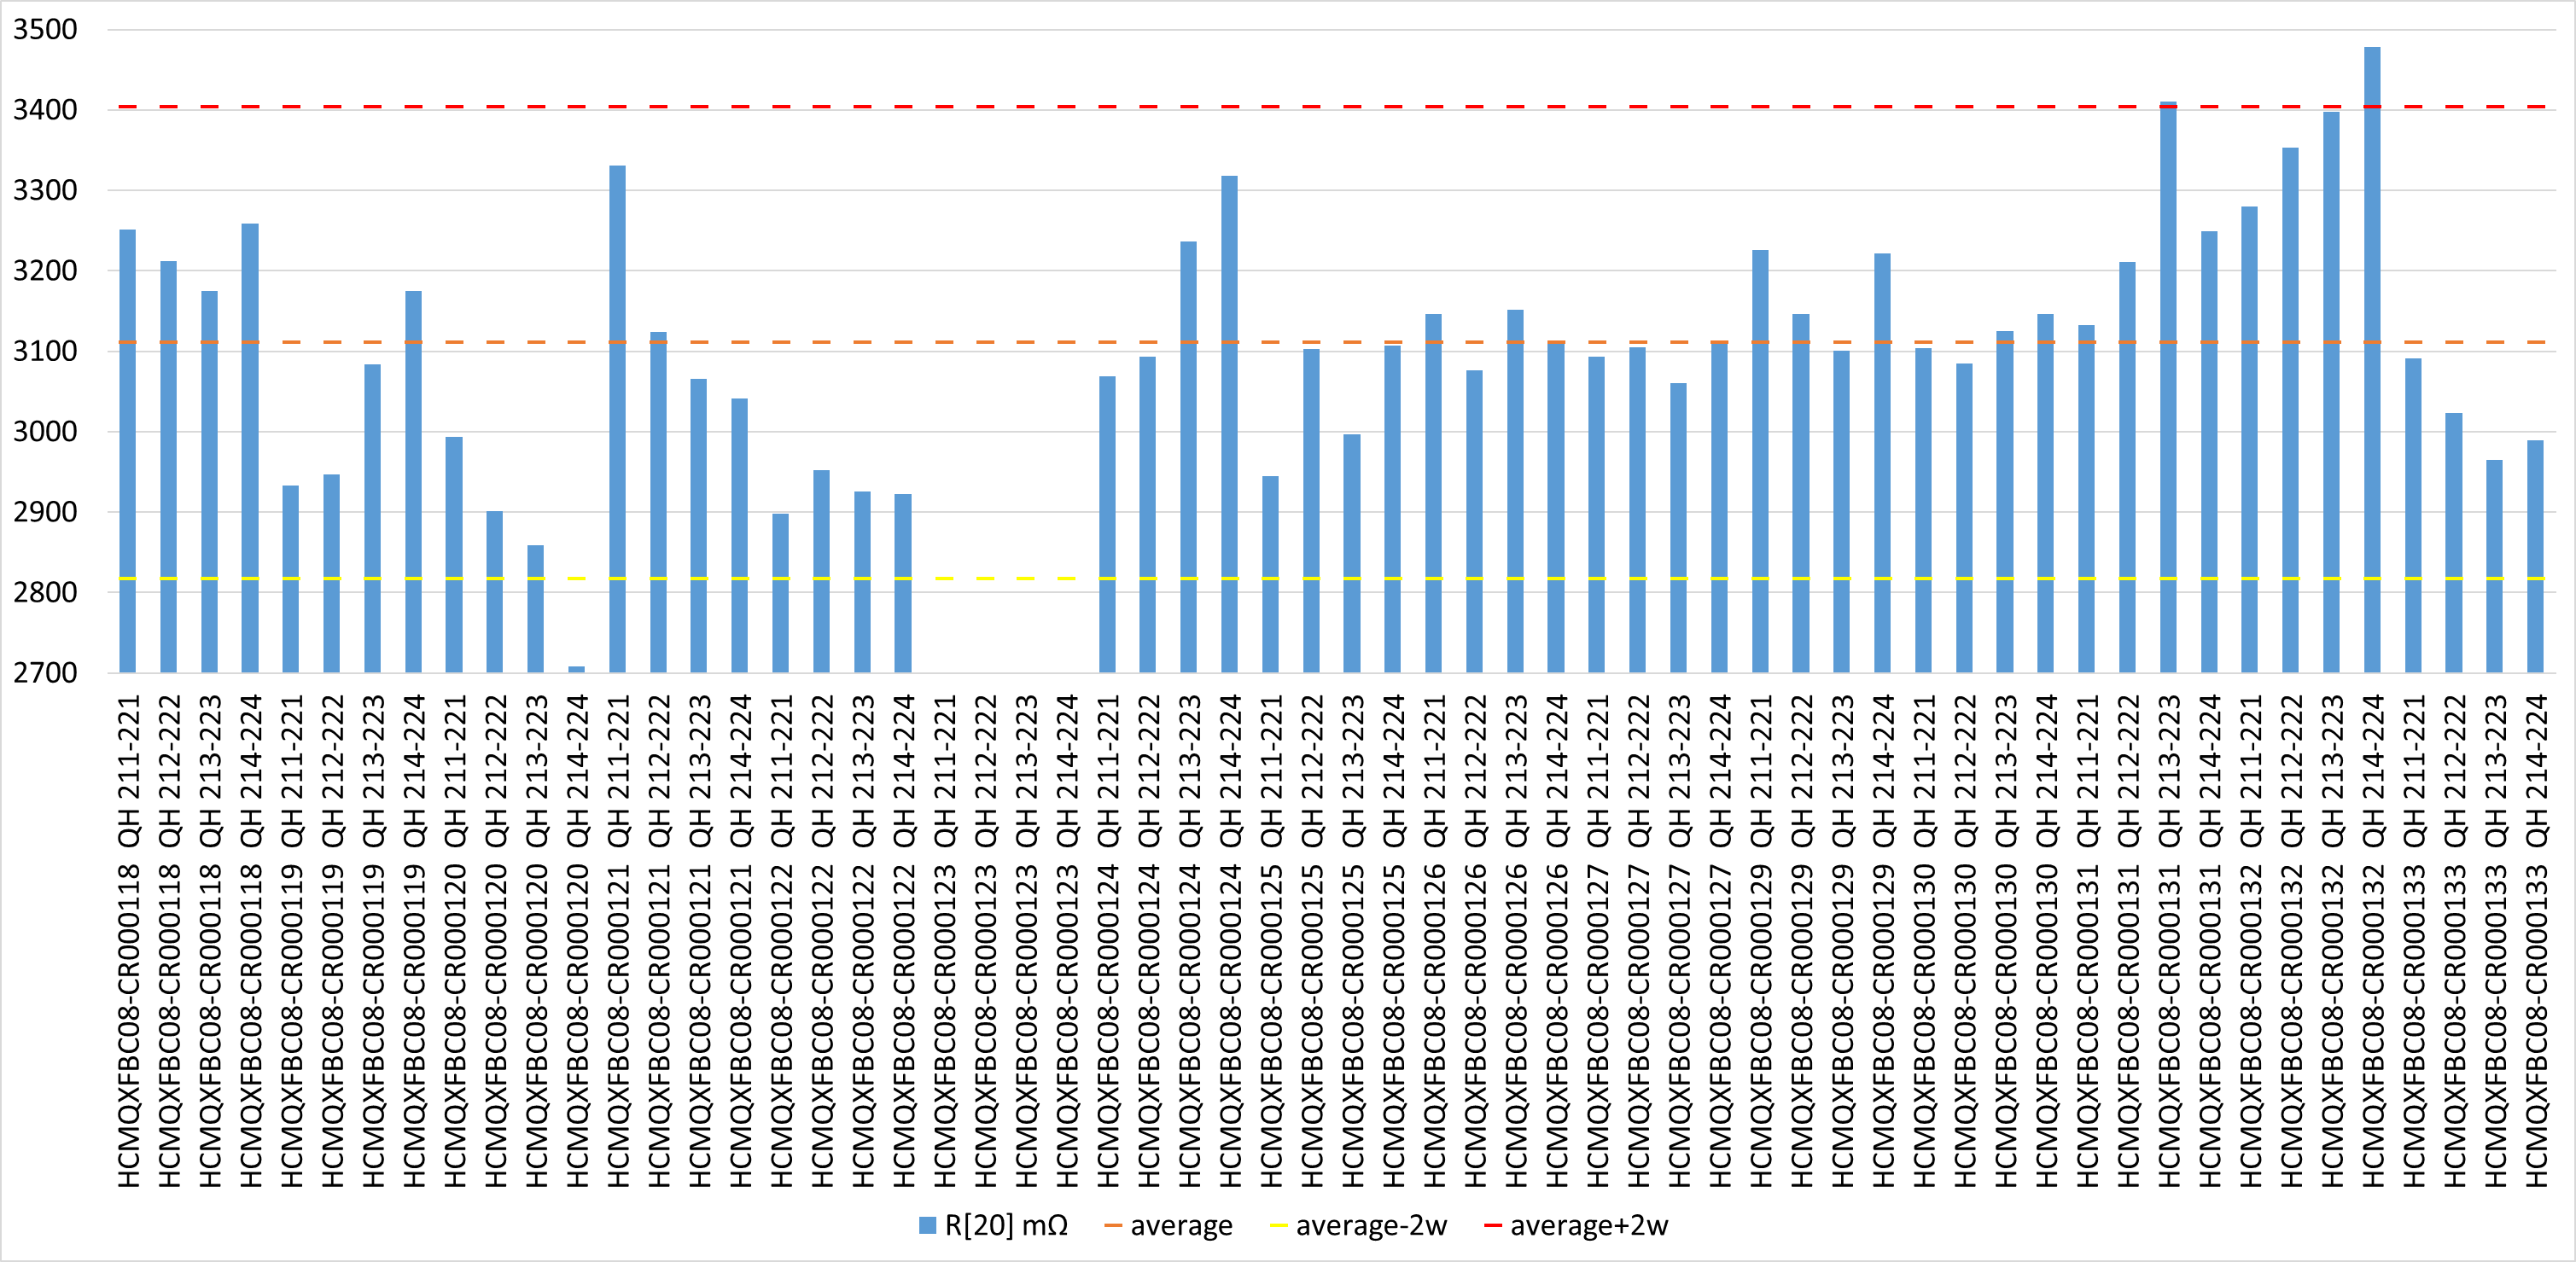 3500
3400
3300
3200
3100
3000
2900
2800
2700
HCMQXFBC08-CR000118 QH 211-221
HCMQXFBC08-CR000118 QH 212-222
HCMQXFBC08-CR000118 QH 213-223
HCMQXFBC08-CR000118 QH 214-224
HCMQXFBC08-CR000119 QH 211-221
HCMQXFBC08-CR000119 QH 212-222
HCMQXFBC08-CR000119 QH 213-223
HCMQXFBC08-CR000119 QH 214-224
HCMQXFBC08-CR000120 QH 211-221
HCMQXFBC08-CR000120 QH 212-222
HCMQXFBC08-CR000120 QH 213-223
HCMQXFBC08-CR000120 QH 214-224
HCMQXFBC08-CR000121 QH 211-221
HCMQXFBC08-CR000121 QH 212-222
HCMQXFBC08-CR000121 QH 213-223
HCMQXFBC08-CR000121 QH 214-224
HCMQXFBC08-CR000122 QH 211-221
HCMQXFBC08-CR000122 QH 212-222
HCMQXFBC08-CR000122 QH 213-223
HCMQXFBC08-CR000122 QH 214-224
HCMQXFBC08-CR000123 QH 211-221
HCMQXFBC08-CR000123 QH 212-222
HCMQXFBC08-CR000123 QH 213-223
HCMQXFBC08-CR000123 QH 214-224
HCMQXFBC08-CR000124 QH 211-221
HCMQXFBC08-CR000124 QH 212-222
HCMQXFBC08-CR000124 QH 213-223
HCMQXFBC08-CR000124 QH 214-224
HCMQXFBC08-CR000125 QH 211-221
HCMQXFBC08-CR000125 QH 212-222
HCMQXFBC08-CR000125 QH 213-223
HCMQXFBC08-CR000125 QH 214-224
HCMQXFBC08-CR000126 QH 211-221
HCMQXFBC08-CR000126 QH 212-222
HCMQXFBC08-CR000126 QH 213-223
HCMQXFBC08-CR000126 QH 214-224
HCMQXFBC08-CR000127 QH 211-221
HCMQXFBC08-CR000127 QH 212-222
HCMQXFBC08-CR000127 QH 213-223
HCMQXFBC08-CR000127 QH 214-224
HCMQXFBC08-CR000129 QH 211-221
HCMQXFBC08-CR000129 QH 212-222
HCMQXFBC08-CR000129 QH 213-223
HCMQXFBC08-CR000129 QH 214-224
HCMQXFBC08-CR000130 QH 211-221
HCMQXFBC08-CR000130 QH 212-222
HCMQXFBC08-CR000130 QH 213-223
HCMQXFBC08-CR000130 QH 214-224
HCMQXFBC08-CR000131 QH 211-221
HCMQXFBC08-CR000131 QH 212-222
HCMQXFBC08-CR000131 QH 213-223
HCMQXFBC08-CR000131 QH 214-224
HCMQXFBC08-CR000132 QH 211-221
HCMQXFBC08-CR000132 QH 212-222
HCMQXFBC08-CR000132 QH 213-223
HCMQXFBC08-CR000132 QH 214-224
HCMQXFBC08-CR000133 QH 211-221
HCMQXFBC08-CR000133 QH 212-222
HCMQXFBC08-CR000133 QH 213-223
HCMQXFBC08-CR000133 QH 214-224
R[20] mΩ average average-2w average+2w